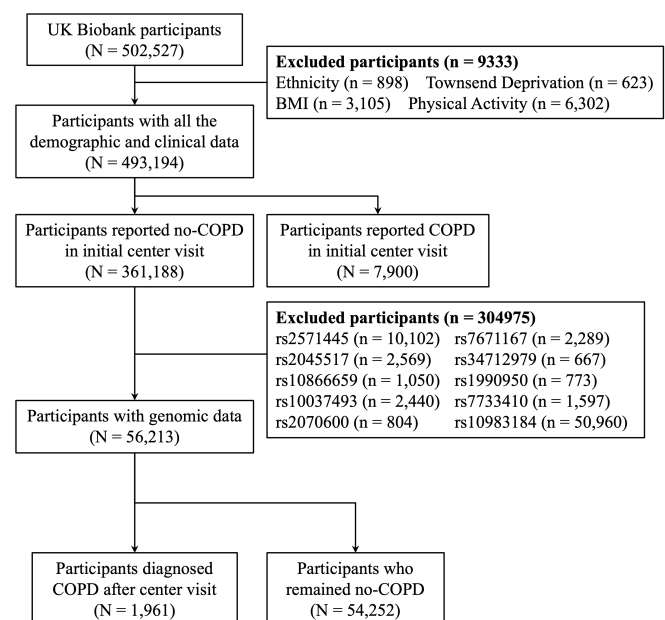 UK Biobank participants
(N = 502,527)
Excluded participants (n = 9333)
Ethnicity (n = 898) Townsend Deprivation (n = 623)
BMI (n = 3,105) Physical Activity (n = 6,302)
Participants with all the
demographic and clinical data
(N = 493,194)
Participants reported no-COPD
in initial center visit
(N = 361,188)
Participants reported COPD
in initial center visit
(N = 7,900)
Excluded participants (n = 304975)
rs2571445 (n = 10,102) rs7671167 (n = 2,289)
rs2045517 (n = 2,569) rs34712979 (n = 667)
rs10866659 (n = 1,050) rs1990950 (n = 773)
rs10037493 (n = 2,440) rs7733410 (n = 1,597)
rs2070600 (n = 804) rs10983184 (n = 50,960)
Participants with genomic data
(N = 56,213)
Participants diagnosed
COPD after center visit
(N = 1,961)
Participants who
remained no-COPD
(N = 54,252)